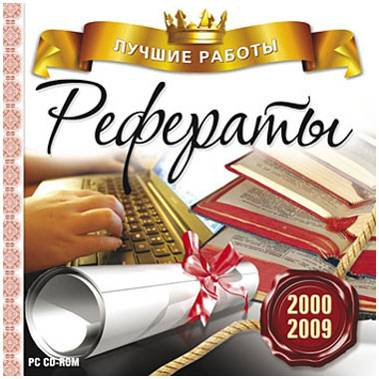 ЛУЧШИЕ РАБОТЫ
Рефераты
2000
2009
PC CD-ROM